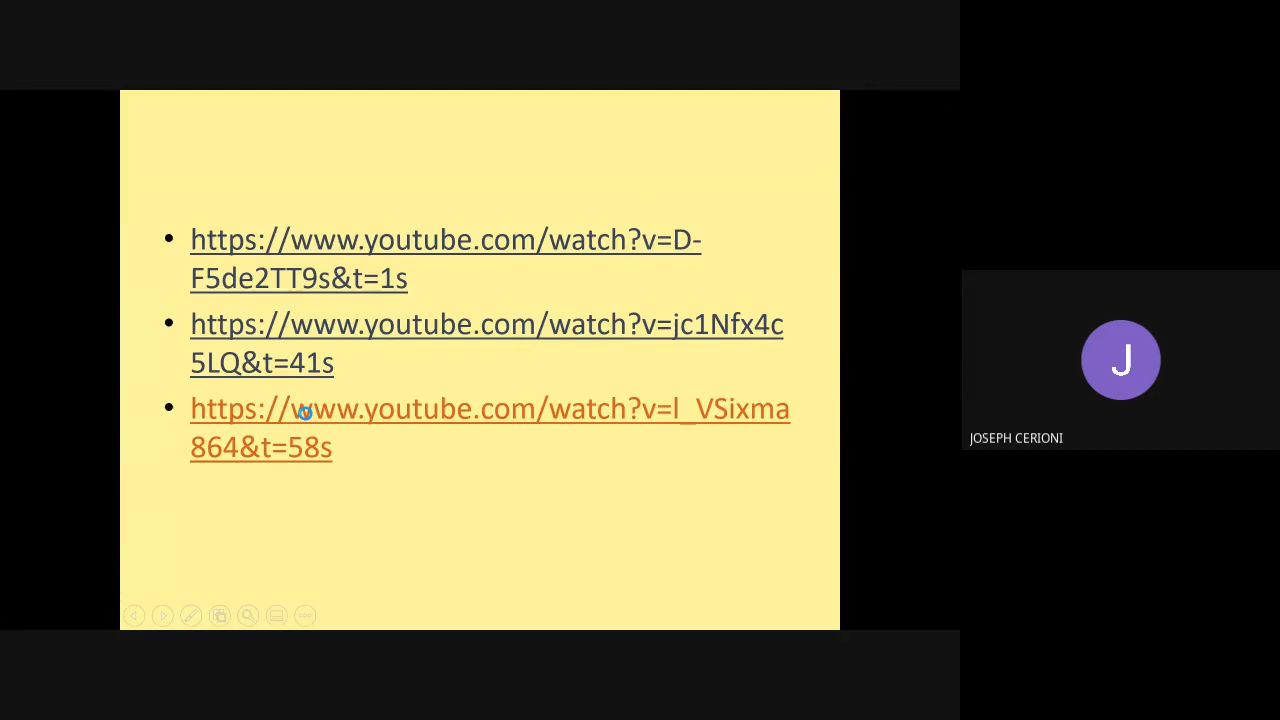 • https://www.youtube.com/watch?v=D-
F5de2TT9s&t=1s
• https://www.youtube.com/watch?v=jc1Nfx4c
5LQ&t=41s
• https://www.youtube.com/watch?v=l_VSixma
864&t=58s
J
JOSEPH CERIONI